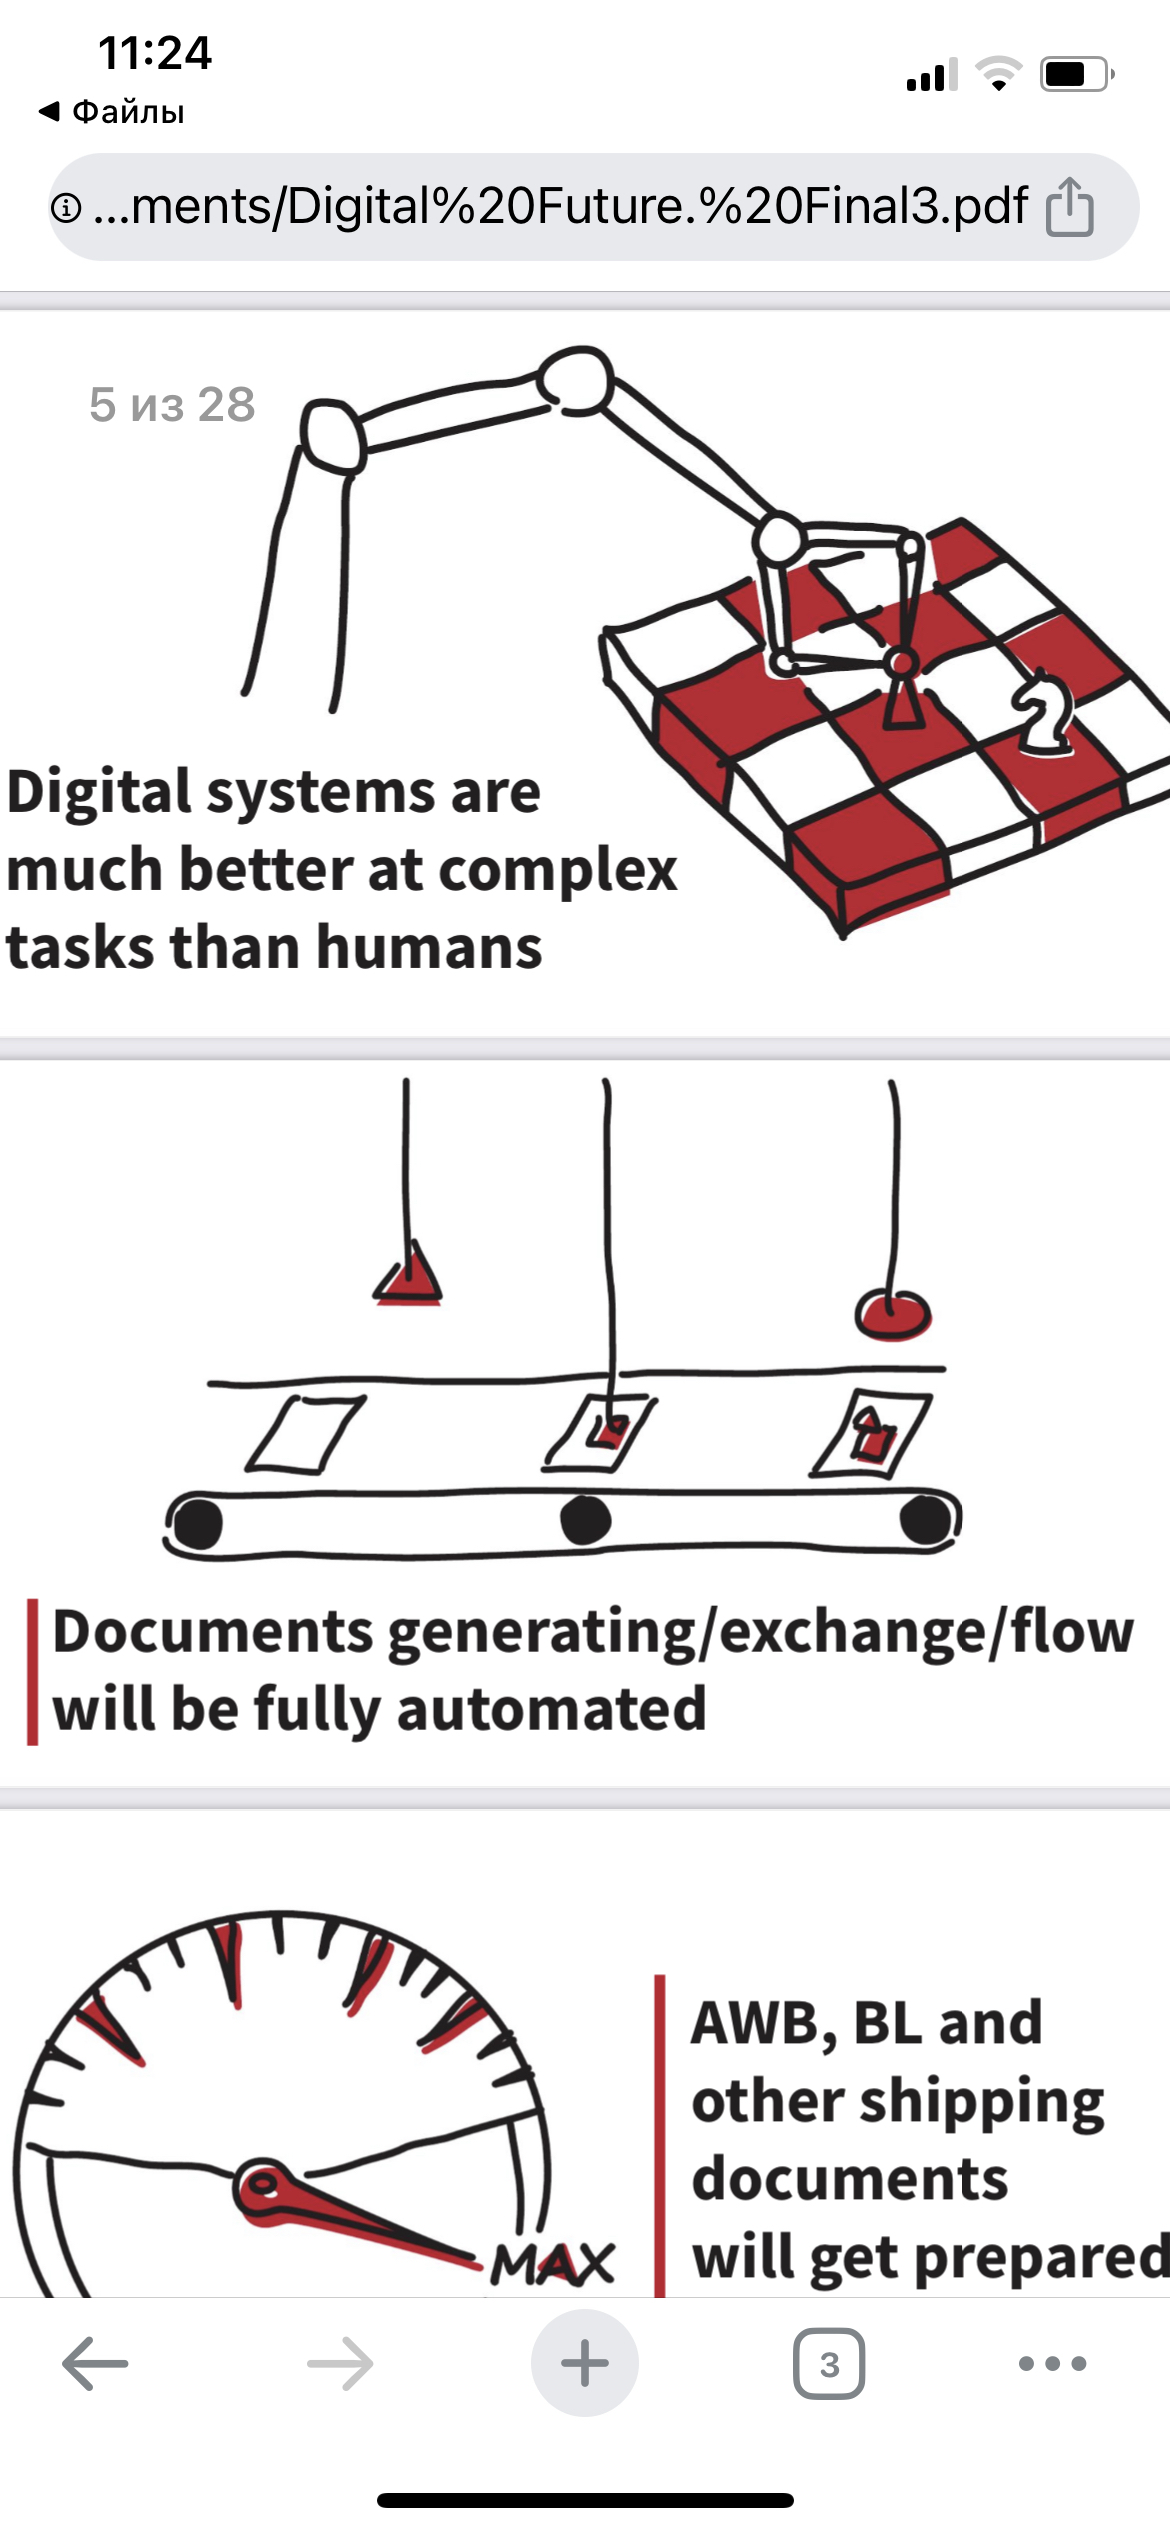 11:24
◀ Файлы
...ments/Digital%20Future.%20Final3.pdf
5 из 28
Digital systems are
much better at complex
tasks than humans
Documents generating/exchange/flow
will be fully automated
AWB, BL and
other shipping
documents
will get prepared
MAX
3